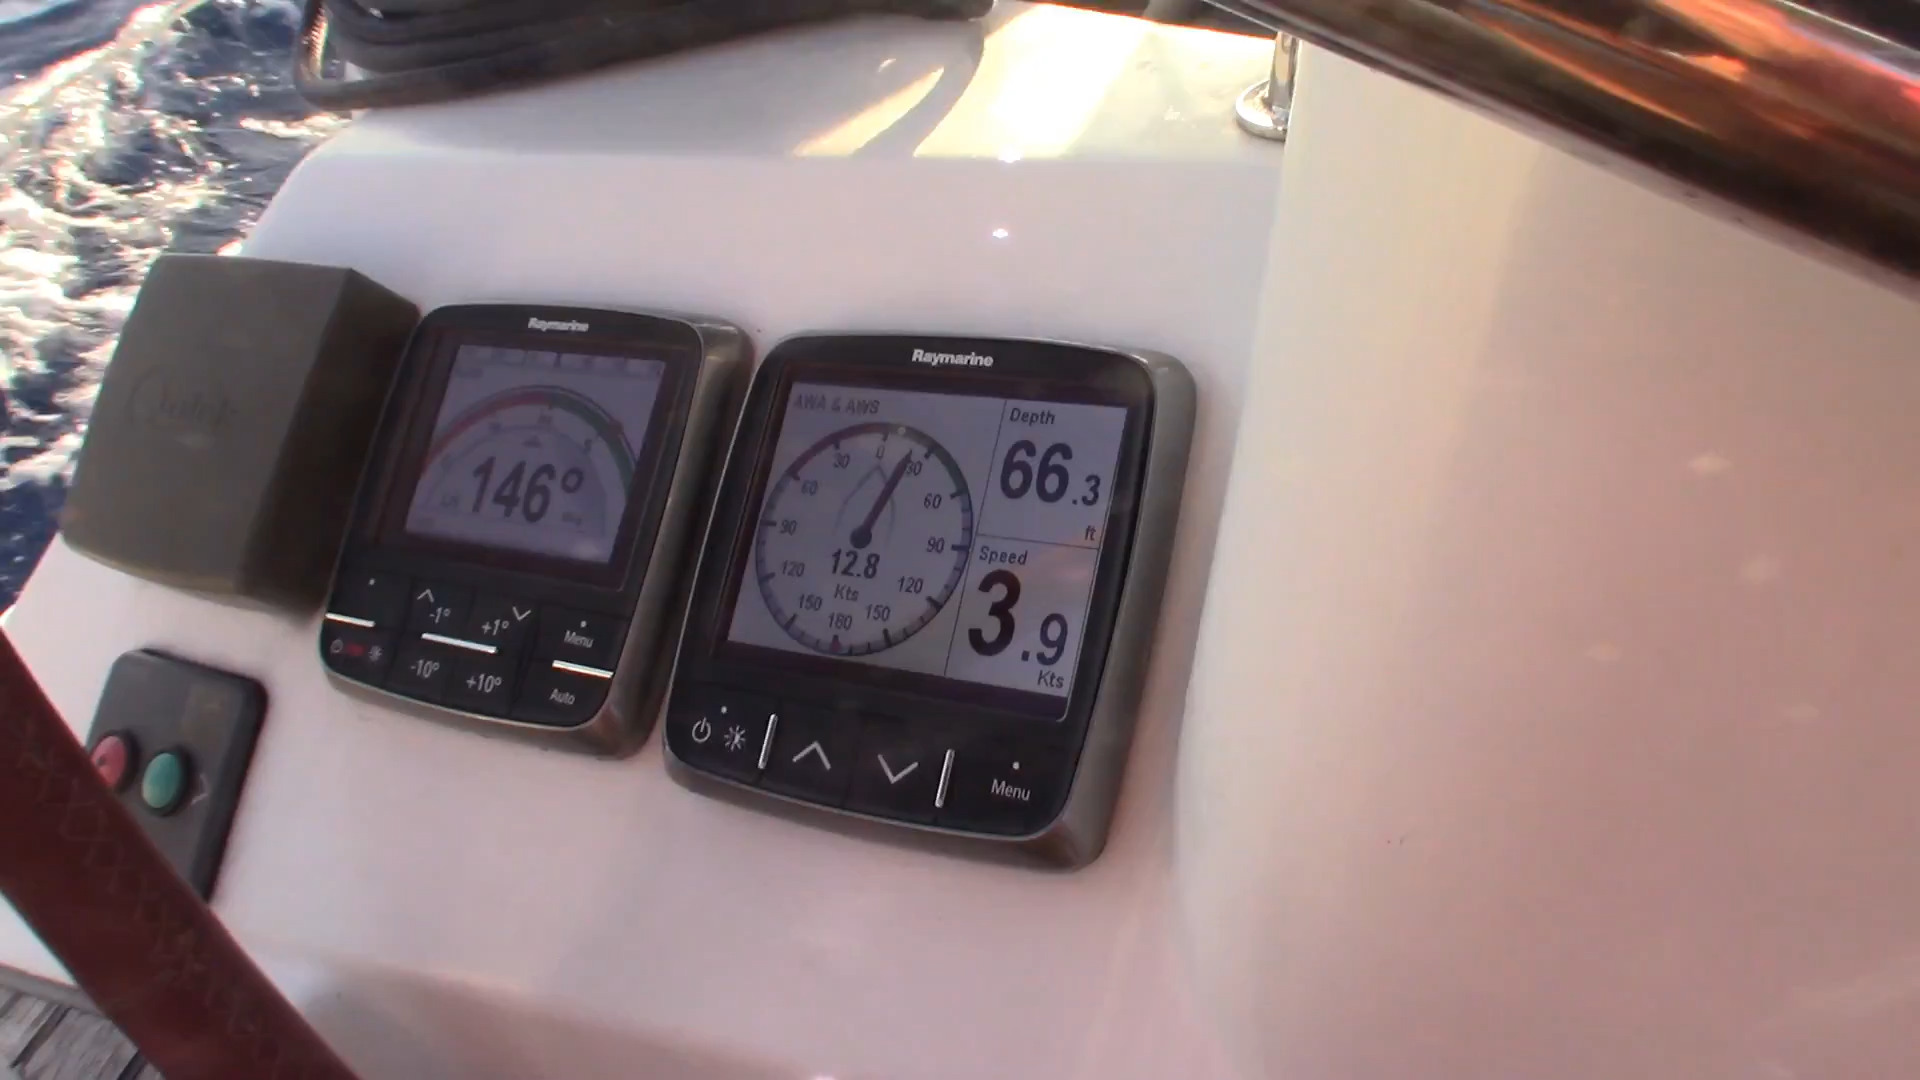 Raymarine
146°
-1°
+1°
Menu
-10°
+10°
Auto
Raymarine
AWA & AWS
0
30
30
60
60
90
90
120
120
150
150
180
12.8
Kts
Depth
66.3
ft
Speed
3.9
Kts
Menu